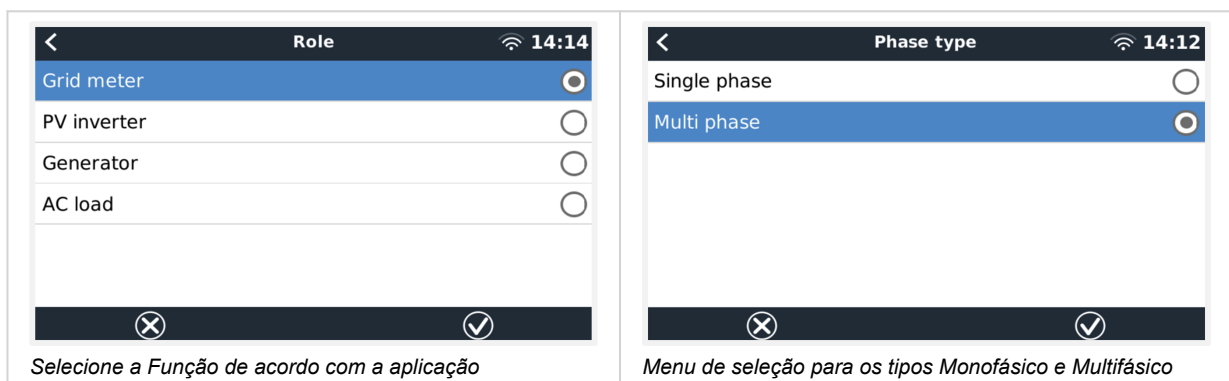 Role 14:14
Grid meter
PV inverter
Generator
AC load
Selecione a Função de acordo com a aplicação
Phase type 14:12
Single phase
Multi phase
Menu de seleção para os tipos Monofásico e Multifásico